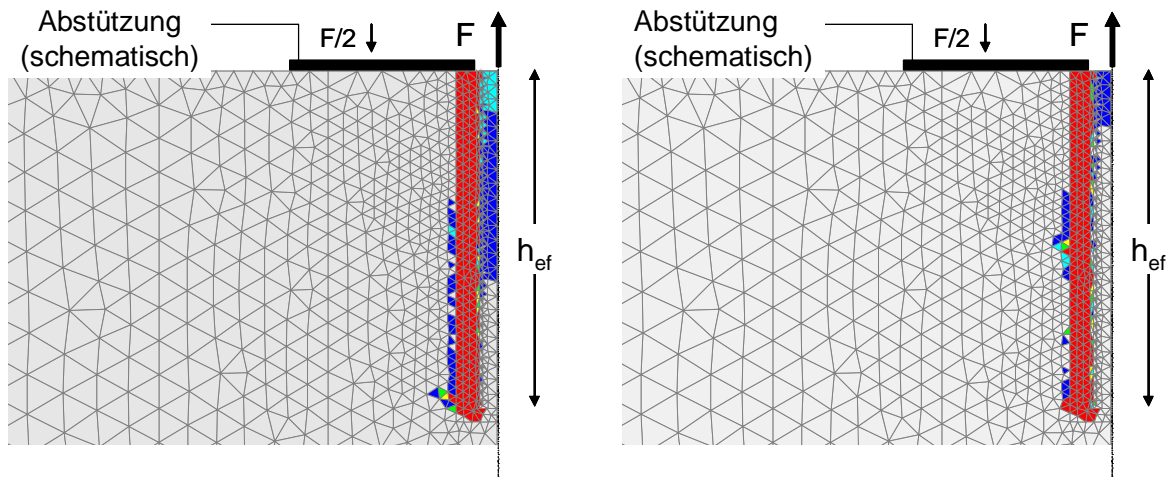 Abstützung
(schematisch)
F/2
F
h_ef
Abstützung
(schematisch)
F/2
F
h_ef